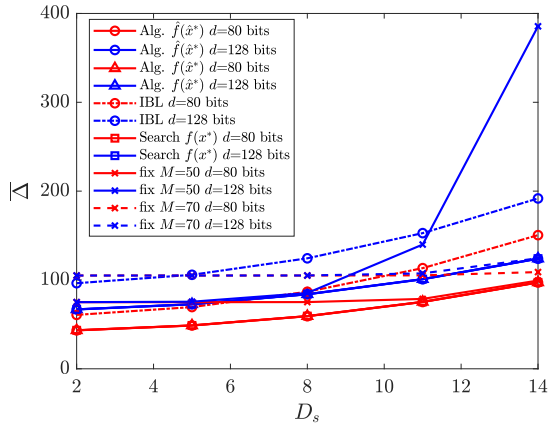 400
300
200
100
0
Δ̅
Alg. f̂(x̂*) d=80 bits
Alg. f̂(x̂*) d=128 bits
Alg. f(x̂*) d=80 bits
Alg. f(x̂*) d=128 bits
IBL d=80 bits
IBL d=128 bits
Search f(x*) d=80 bits
Search f(x*) d=128 bits
fix M=50 d=80 bits
fix M=50 d=128 bits
fix M=70 d=80 bits
fix M=70 d=128 bits
2 4 6 8 10 12 14
D_s